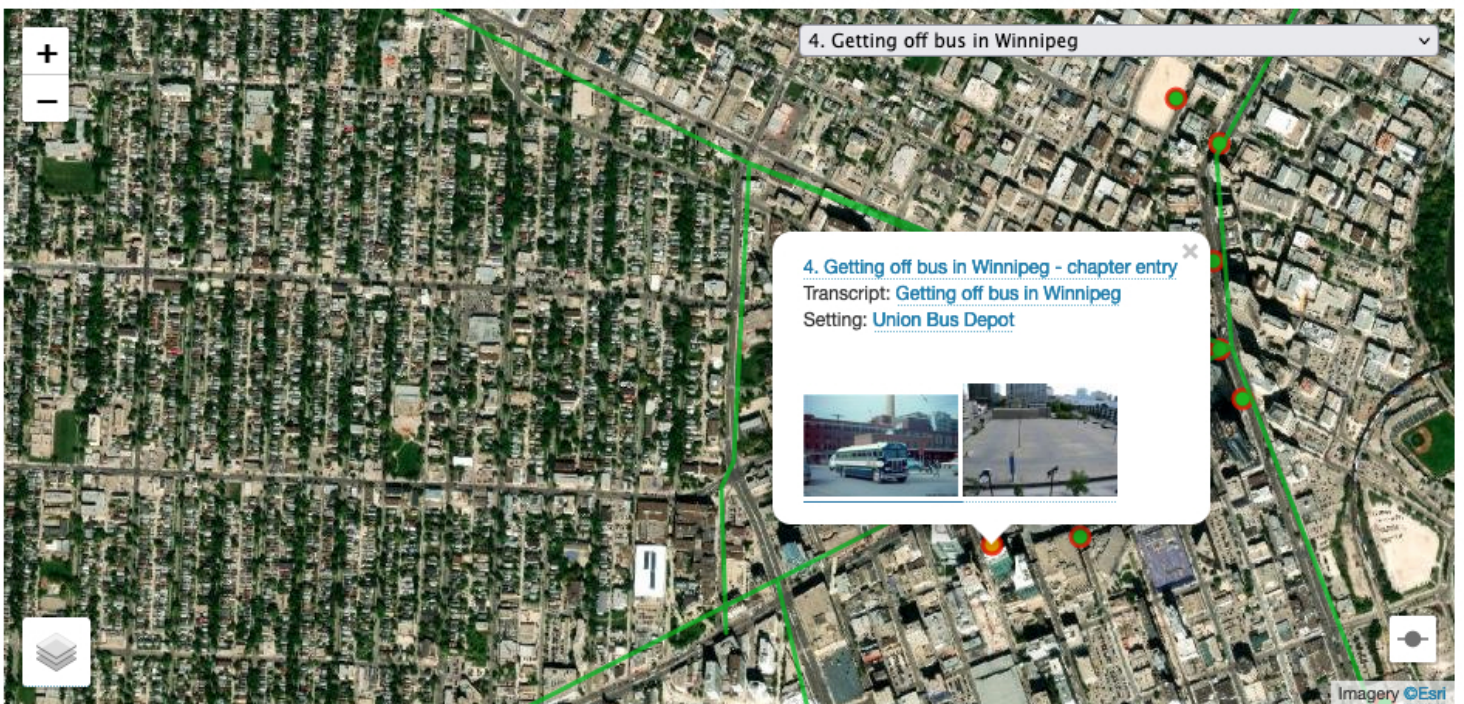 +
4. Getting off bus in Winnipeg
−
×
4. Getting off bus in Winnipeg - chapter entry
Transcript: Getting off bus in Winnipeg
Setting: Union Bus Depot
Imagery ©Esri